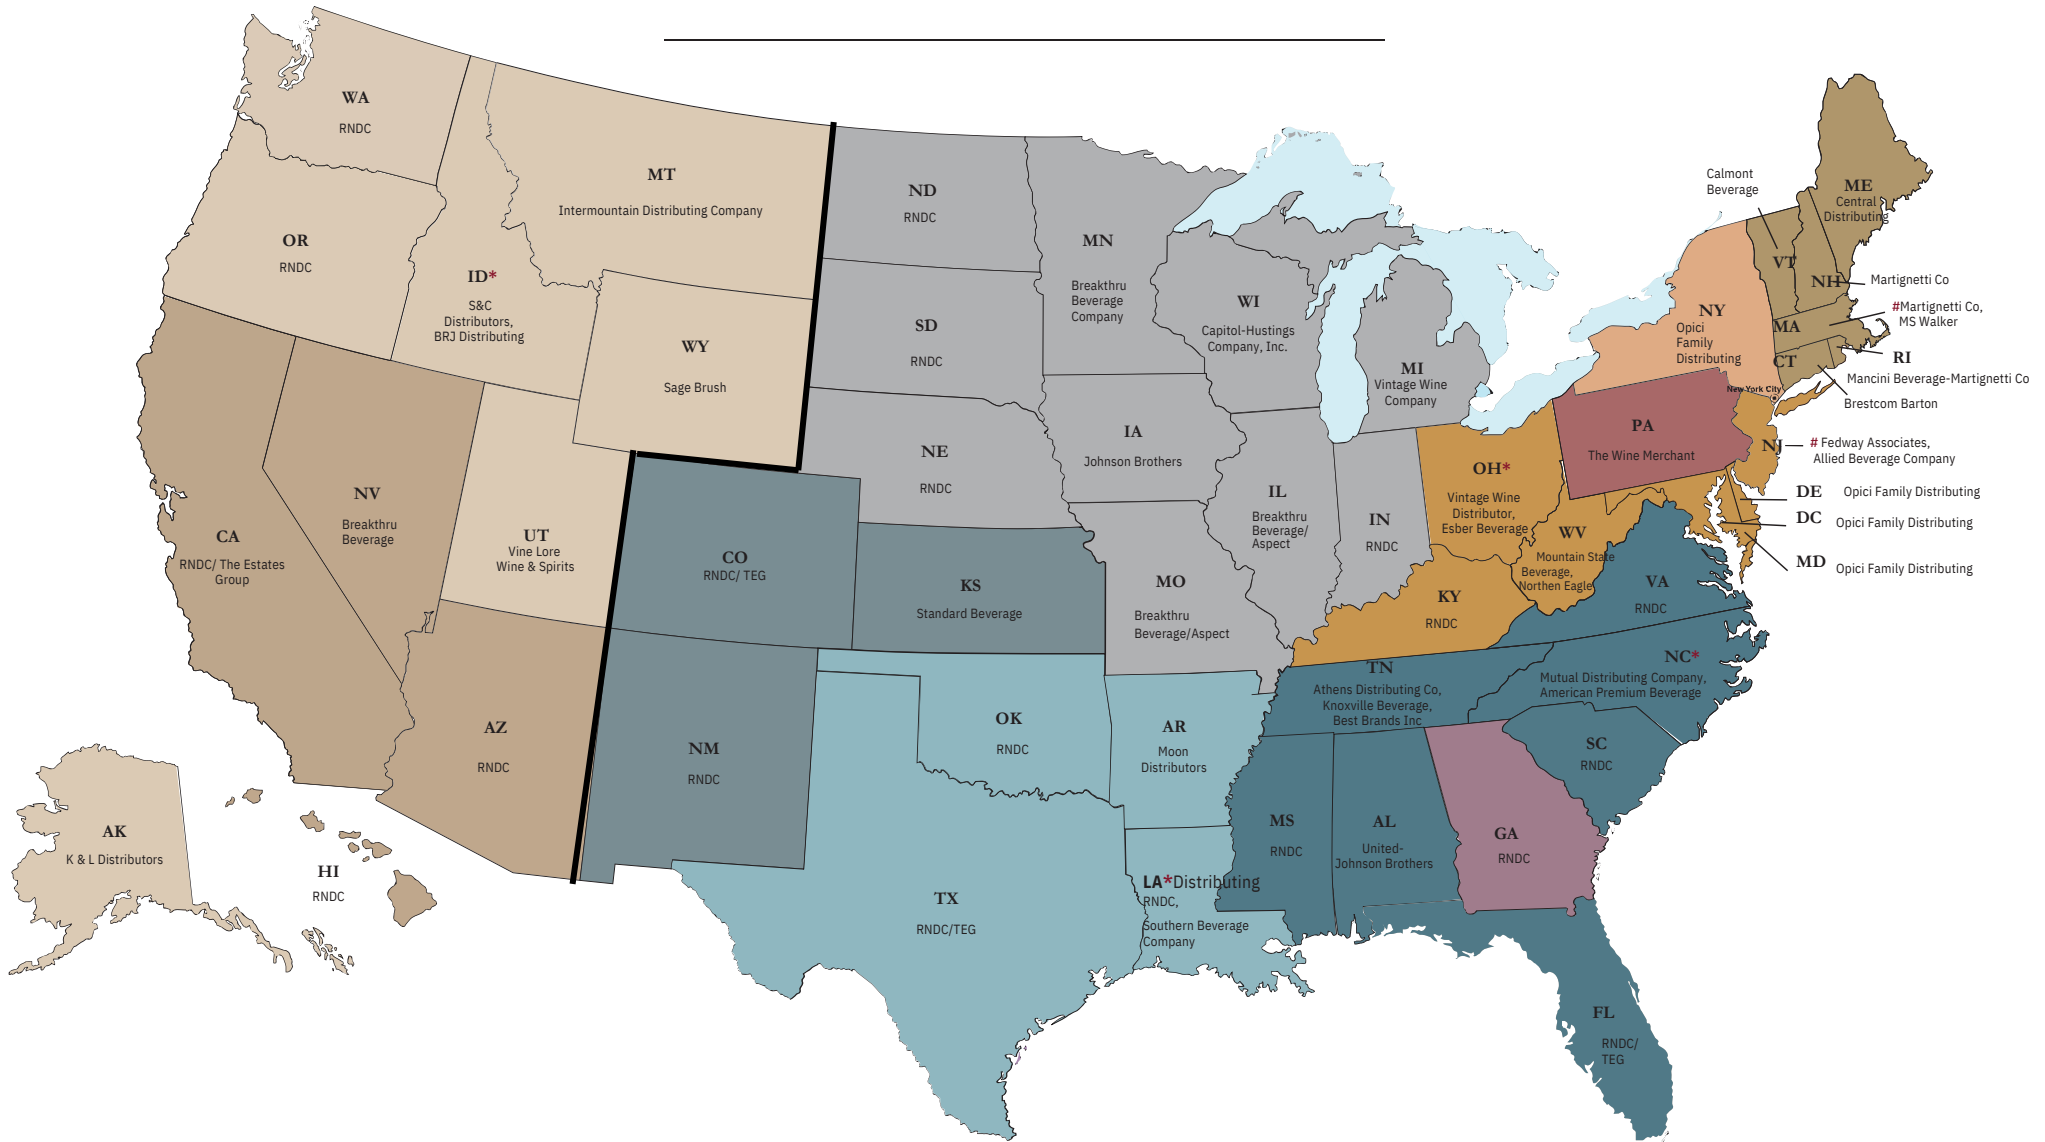 WA
RNDC
OR
RNDC
ID*
S&C
Distributors,
BRJ Distributing
MT
Intermountain Distributing Company
WY
Sage Brush
CA
RNDC/ The Estates
Group
NV
Breakthru
Beverage
UT
Vine Lore
Wine & Spirits
AZ
RNDC
AK
K & L Distributors
HI
RNDC
CO
RNDC/ TEG
NM
RNDC
KS
Standard Beverage
ND
RNDC
SD
RNDC
NE
RNDC
MN
Breakthru
Beverage
Company
IA
Johnson Brothers
MO
Breakthru
Beverage/Aspect
WI
Capitol-Hustings
Company, Inc.
IL
Breakthru
Beverage/
Aspect
MI
Vintage Wine
Company
IN
RNDC
OK
RNDC
TX
RNDC/TEG
AR
Moon
Distributors
LA*Distributing
RNDC,
Southern Beverage
Company
OH*
Vintage Wine
Distributor,
Esber Beverage
KY
RNDC
WV
Mountain State
Beverage,
Northen Eagle
VA
RNDC
TN
Athens Distributing Co,
Knoxville Beverage,
Best Brands Inc
NC*
Mutual Distributing Company,
American Premium Beverage
SC
RNDC
MS
RNDC
AL
United-
Johnson Brothers
GA
RNDC
FL
RNDC/
TEG
PA
The Wine Merchant
NY
Opici
Family
Distributing
New York City
Calmont
Beverage
VT
ME
Central
Distributing
NH
Martignetti Co
MA
#Martignetti Co,
MS Walker
RI
Mancini Beverage-Martignetti Co
CT
Brestcom Barton
NJ
# Fedway Associates,
Allied Beverage Company
DE Opici Family Distributing
DC Opici Family Distributing
MD Opici Family Distributing